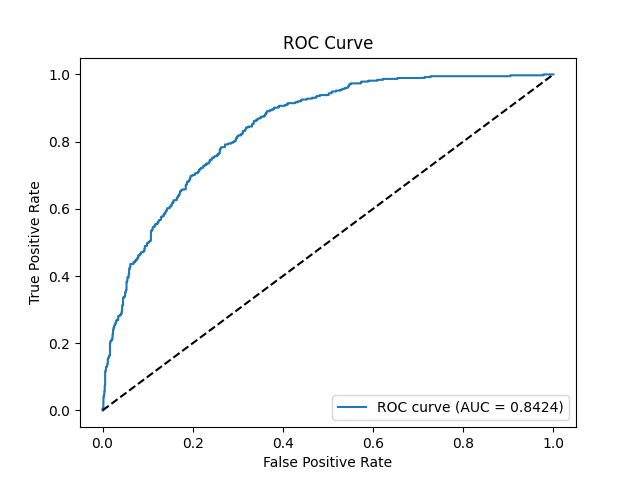 ROC Curve
True Positive Rate
1.0
0.8
0.6
0.4
0.2
0.0
ROC curve (AUC = 0.8424)
0.0 0.2 0.4 0.6 0.8 1.0
False Positive Rate